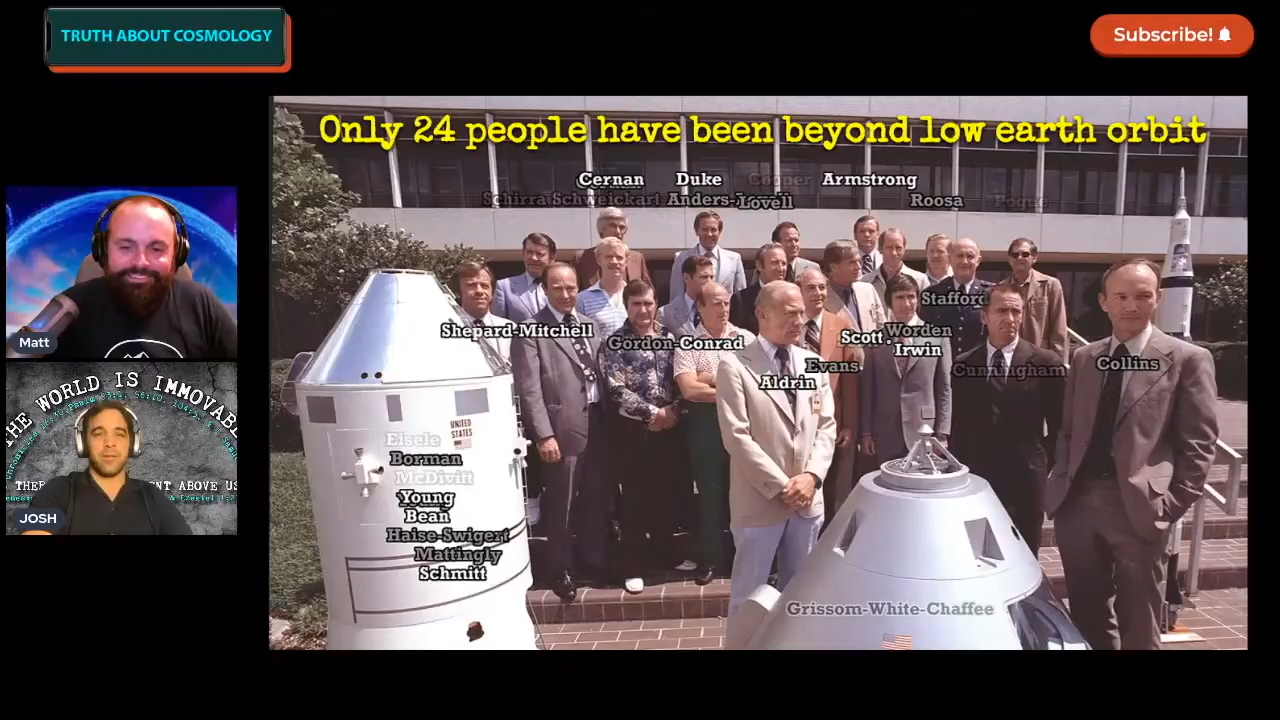 TRUTH ABOUT COSMOLOGY
Subscribe!
Only 24 people have been beyond low earth orbit
Cernan Duke Cooper Armstrong
Schirra Schweickart Anders-Lovell Roosa Pogue
Stafford
Shepard-Mitchell
Gordon-Conrad
Scott
Worden
Irwin
Evans
Cunningham
Collins
Aldrin
Eisele
Borman
McDivitt
Young
Bean
Haise-Swigert
Mattingly
Schmitt
Grissom-White-Chaffee
UNITED
STATES
Matt
THE WORLD IS IMMOVABLE
JOSH